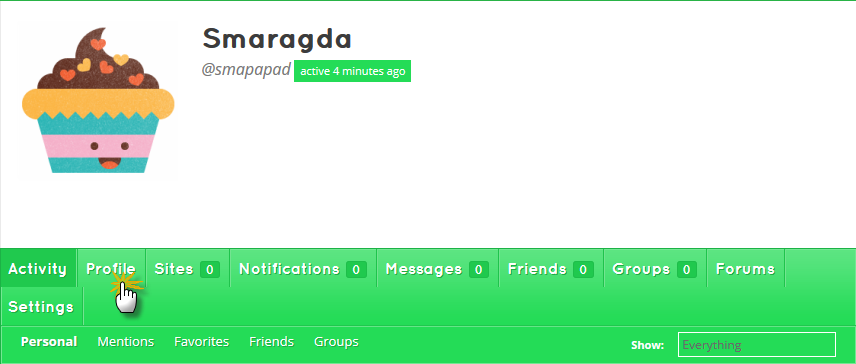 Smaragda
@smapapad active 4 minutes ago
Activity Profile Sites 0 Notifications 0 Messages 0 Friends 0 Groups 0 Forums
Settings
Personal Mentions Favorites Friends Groups Show: Everything